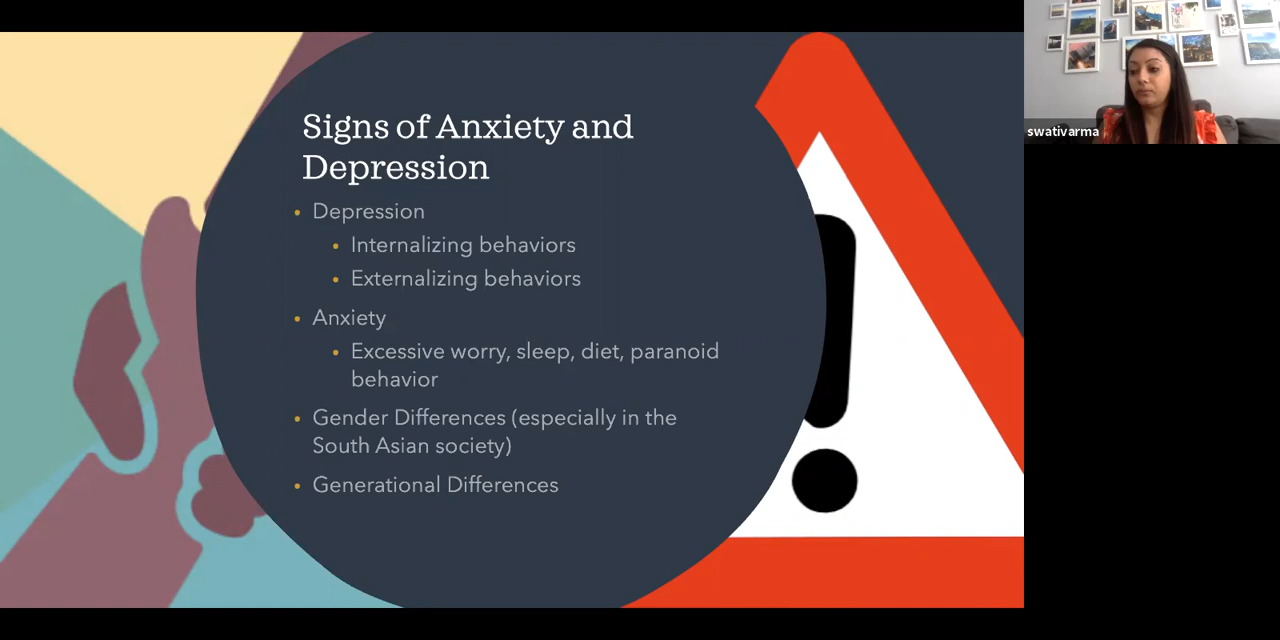 Signs of Anxiety and
Depression
• Depression
• Internalizing behaviors
• Externalizing behaviors
• Anxiety
• Excessive worry, sleep, diet, paranoid
behavior
• Gender Differences (especially in the
South Asian society)
• Generational Differences
swativarma